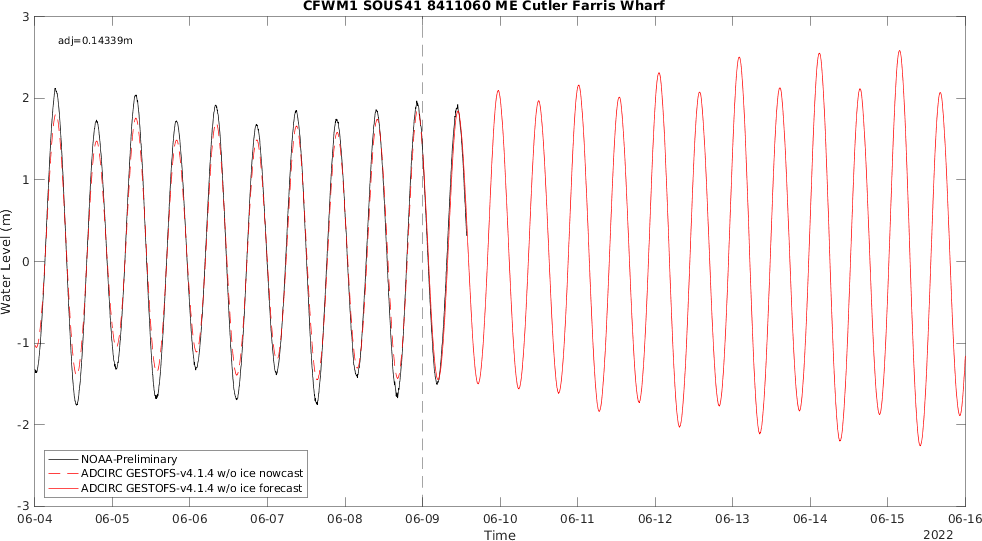 CFWM1 SOUS41 8411060 ME Cutler Farris Wharf
adj=0.14339m
3
2
1
0
-1
-2
-3
Water Level (m)
NOAA-Preliminary
ADCIRC GESTOFS-v4.1.4 w/o ice nowcast
ADCIRC GESTOFS-v4.1.4 w/o ice forecast
06-04 06-05 06-06 06-07 06-08 06-09 06-10 06-11 06-12 06-13 06-14 06-15 06-16
Time
2022